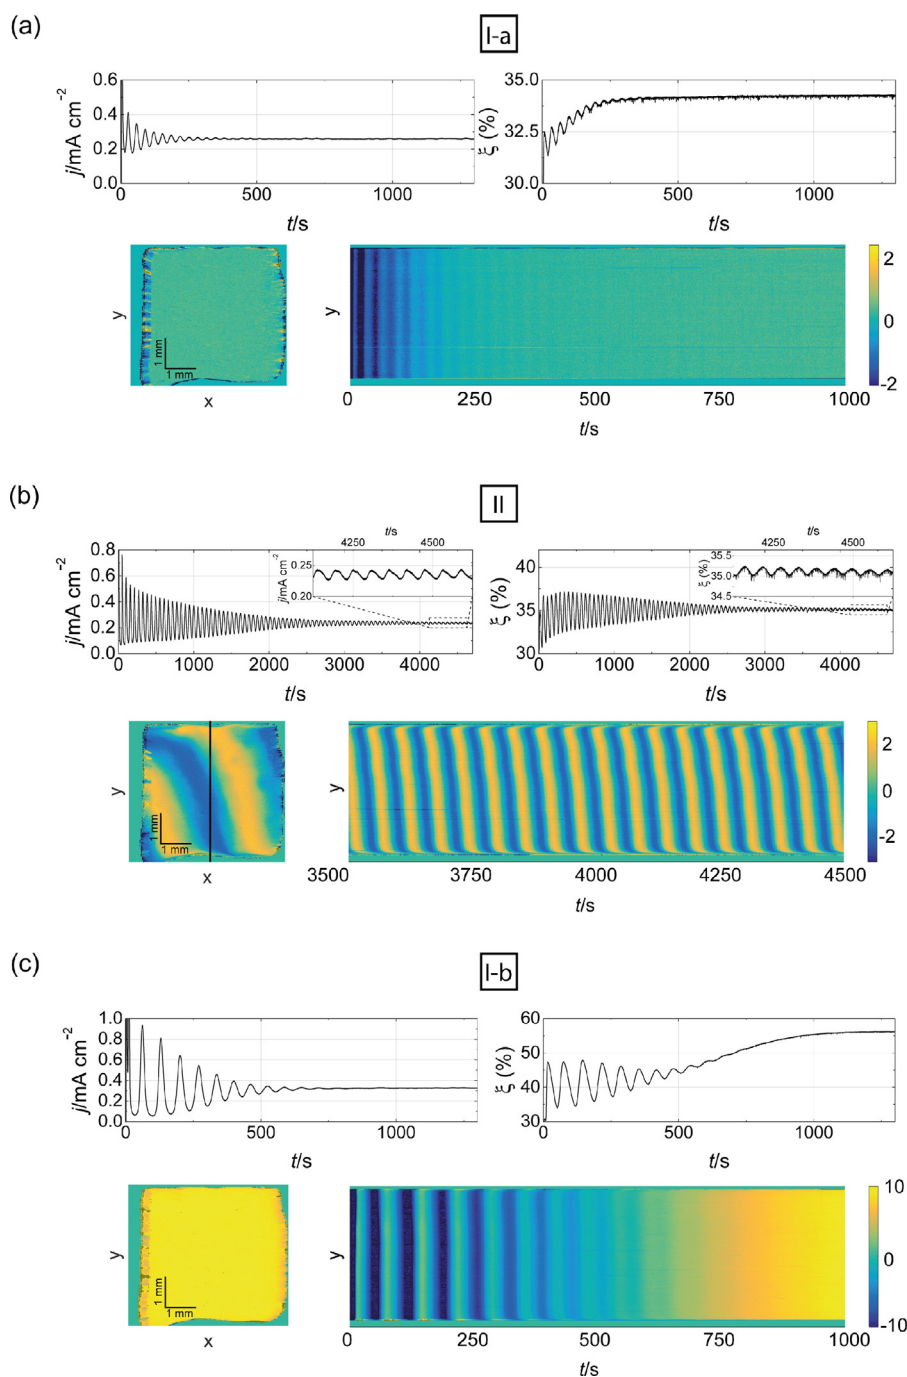 (a)
I-a
j/mA cm⁻²
0.6
0.4
0.2
0.0
0 500 1000
t/s
ξ (%)
35.0
32.5
30.0
0 500 1000
t/s
y
1 mm
1 mm
x
y
0 250 500 750 1000
t/s
2
0
-2
(b)
II
j/mA cm⁻²
0.8
0.6
0.4
0.2
0.0
0 1000 2000 3000 4000
t/s
t/s
4250 4500
j/mA cm⁻²
0.25
0.20
ξ (%)
40
35
30
0 1000 2000 3000 4000
t/s
t/s
4250 4500
ξ (%)
35.5
35.0
34.5
y
1 mm
1 mm
x
y
3500 3750 4000 4250 4500
t/s
2
0
-2
(c)
I-b
j/mA cm⁻²
1.0
0.8
0.6
0.4
0.2
0.0
0 500 1000
t/s
ξ (%)
60
50
40
30
0 500 1000
t/s
y
1 mm
1 mm
x
y
0 250 500 750 1000
t/s
10
0
-10